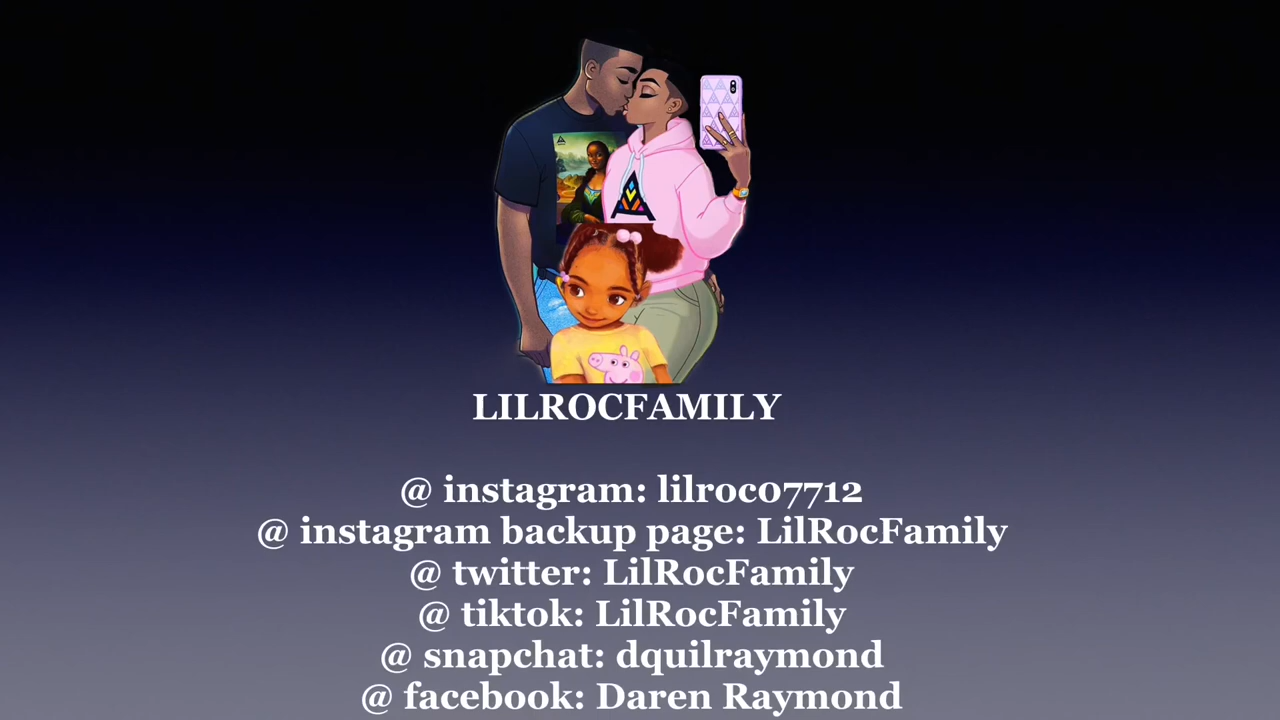 LILROCFAMILY
@ instagram: lilroc07712
@ instagram backup page: LilRocFamily
@ twitter: LilRocFamily
@ tiktok: LilRocFamily
@ snapchat: dquilraymond
@ facebook: Daren Raymond